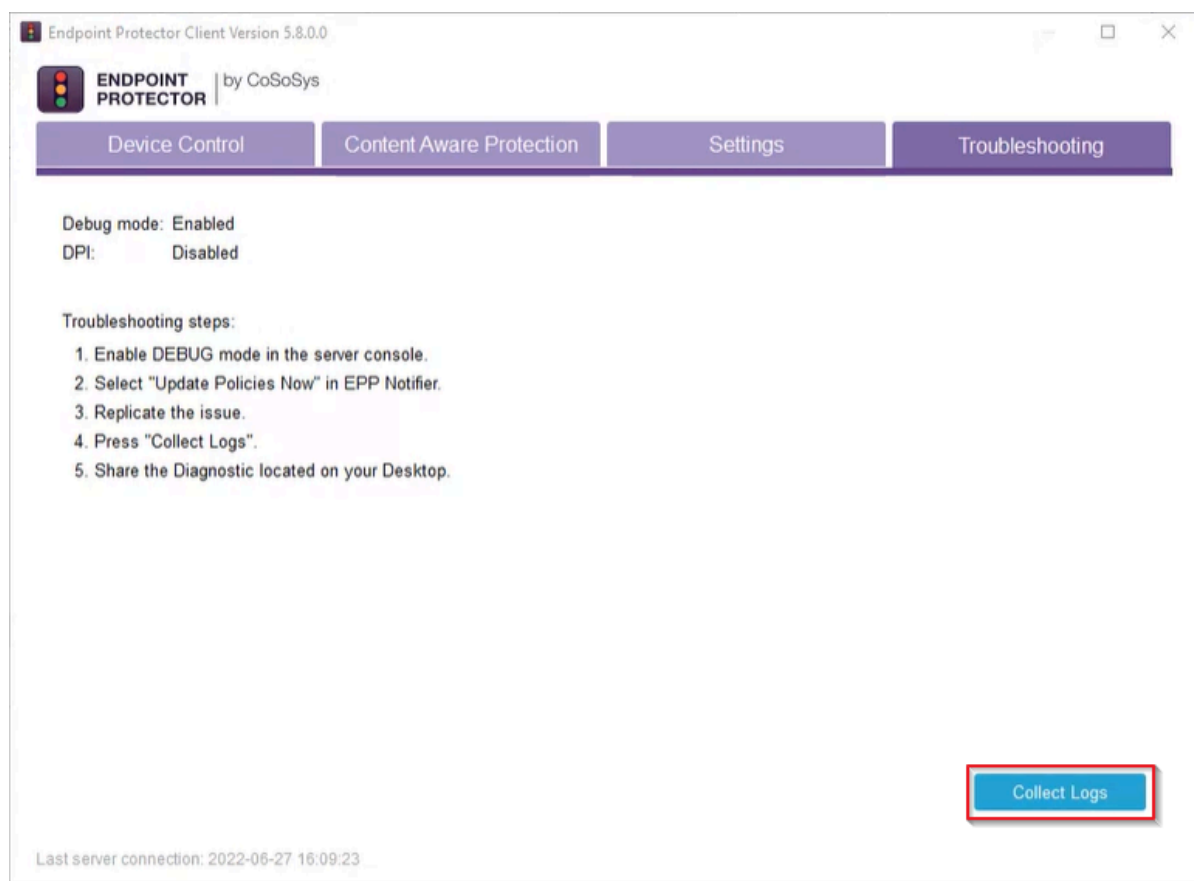 Endpoint Protector Client Version 5.8.0.0
ENDPOINT PROTECTOR | by CoSoSys
Device Control Content Aware Protection Settings Troubleshooting
Debug mode: Enabled
DPI: Disabled
Troubleshooting steps:
1. Enable DEBUG mode in the server console.
2. Select "Update Policies Now" in EPP Notifier.
3. Replicate the issue.
4. Press "Collect Logs".
5. Share the Diagnostic located on your Desktop.
Collect Logs
Last server connection: 2022-06-27 16:09:23